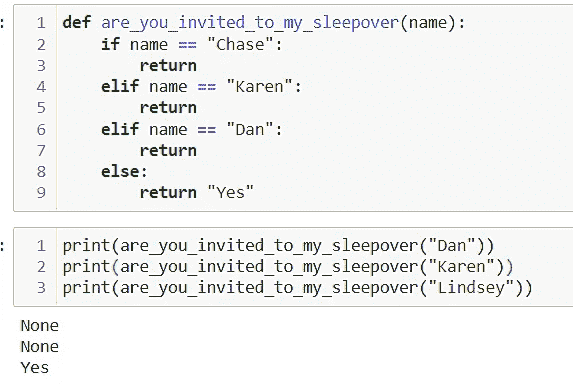 : 1 def are_you_invited_to_my_sleepover(name):
2     if name == "Chase":
3         return
4     elif name == "Karen":
5         return
6     elif name == "Dan":
7         return
8     else:
9         return "Yes"
: 1 print(are_you_invited_to_my_sleepover("Dan"))
2 print(are_you_invited_to_my_sleepover("Karen"))
3 print(are_you_invited_to_my_sleepover("Lindsey"))
None
None
Yes